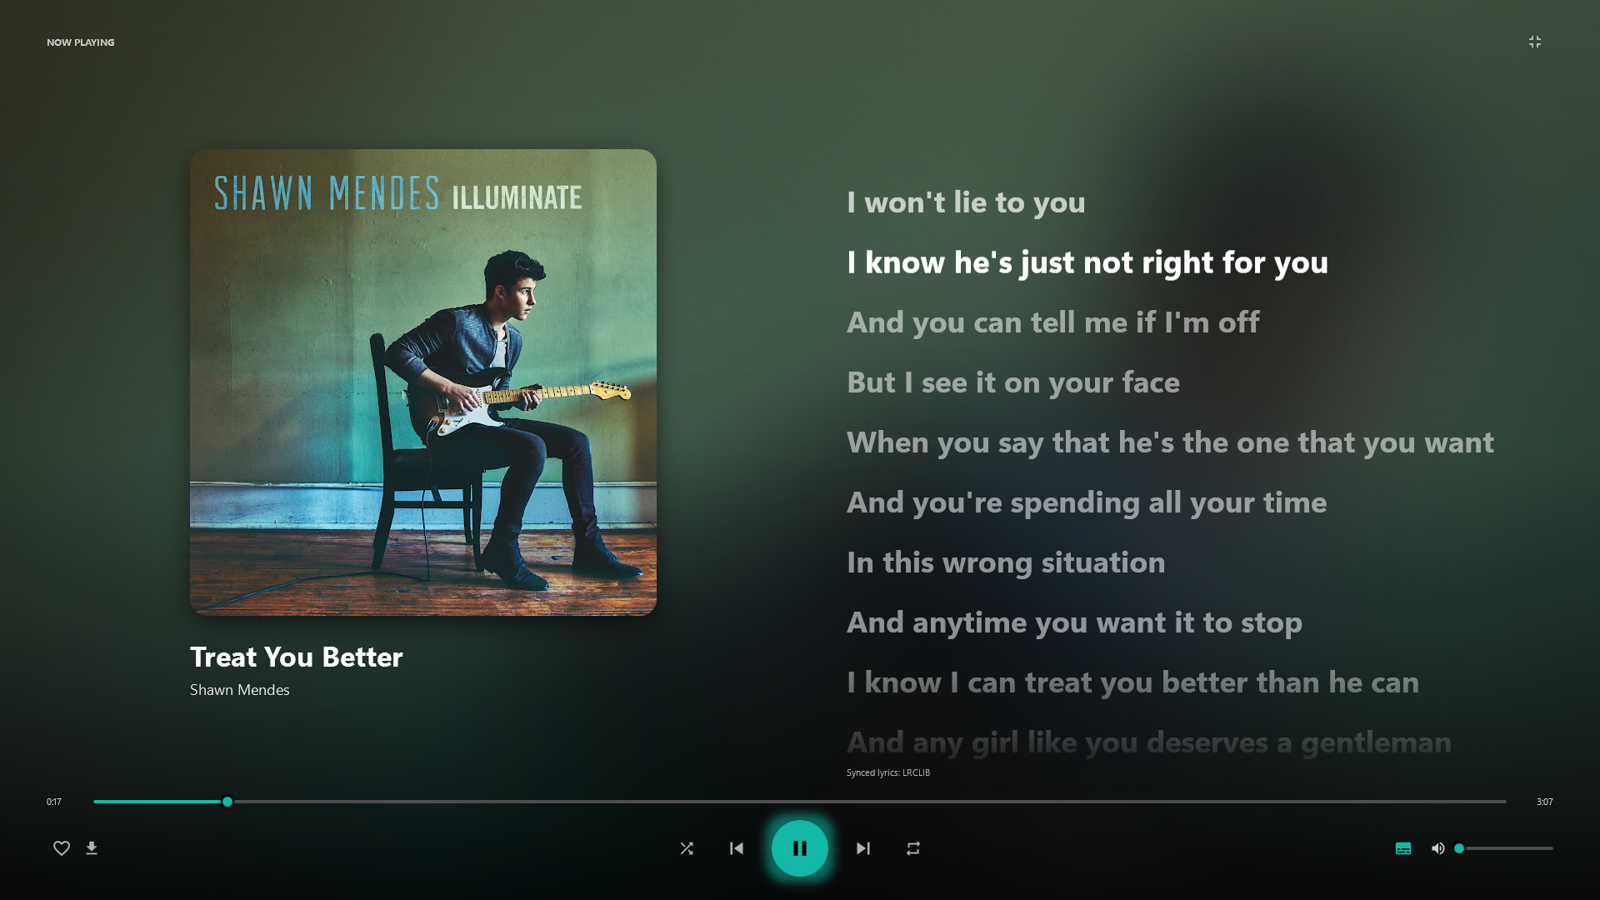 NOW PLAYING
SHAWN MENDES ILLUMINATE
Treat You Better
Shawn Mendes
I won't lie to you
I know he's just not right for you
And you can tell me if I'm off
But I see it on your face
When you say that he's the one that you want
And you're spending all your time
In this wrong situation
And anytime you want it to stop
I know I can treat you better than he can
And any girl like you deserves a gentleman
Synced lyrics: LRCLIB
0:17
3:07